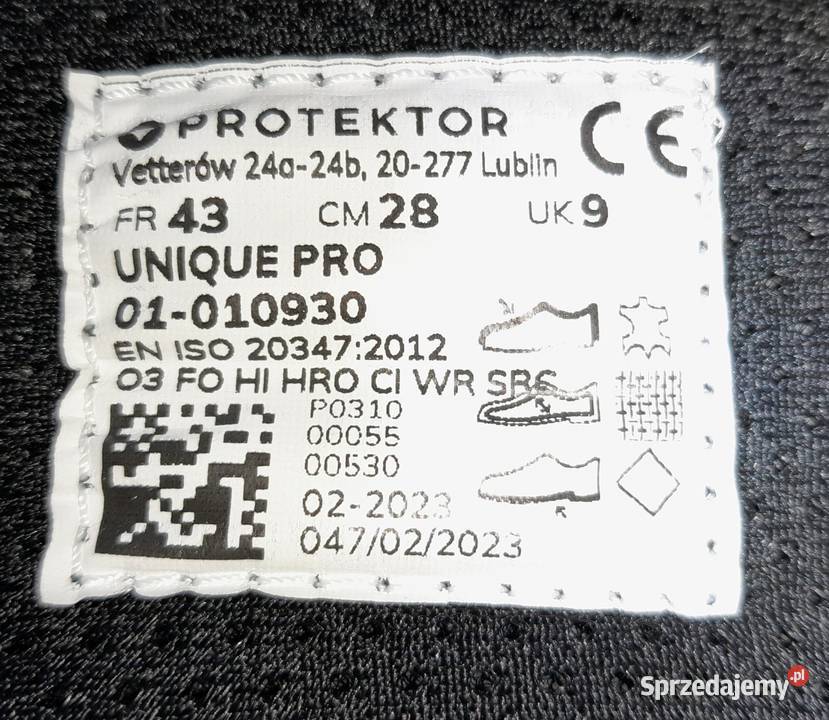 PROTEKTOR CE
Vetterów 24a-24b, 20-277 Lublin
FR 43 CM 28 UK 9
UNIQUE PRO
01-010930
EN ISO 20347:2012
O3 FO HI HRO CI WR SRC
P0310
00055
00530
02-2023
047/02/2023
Sprzedajemy.pl